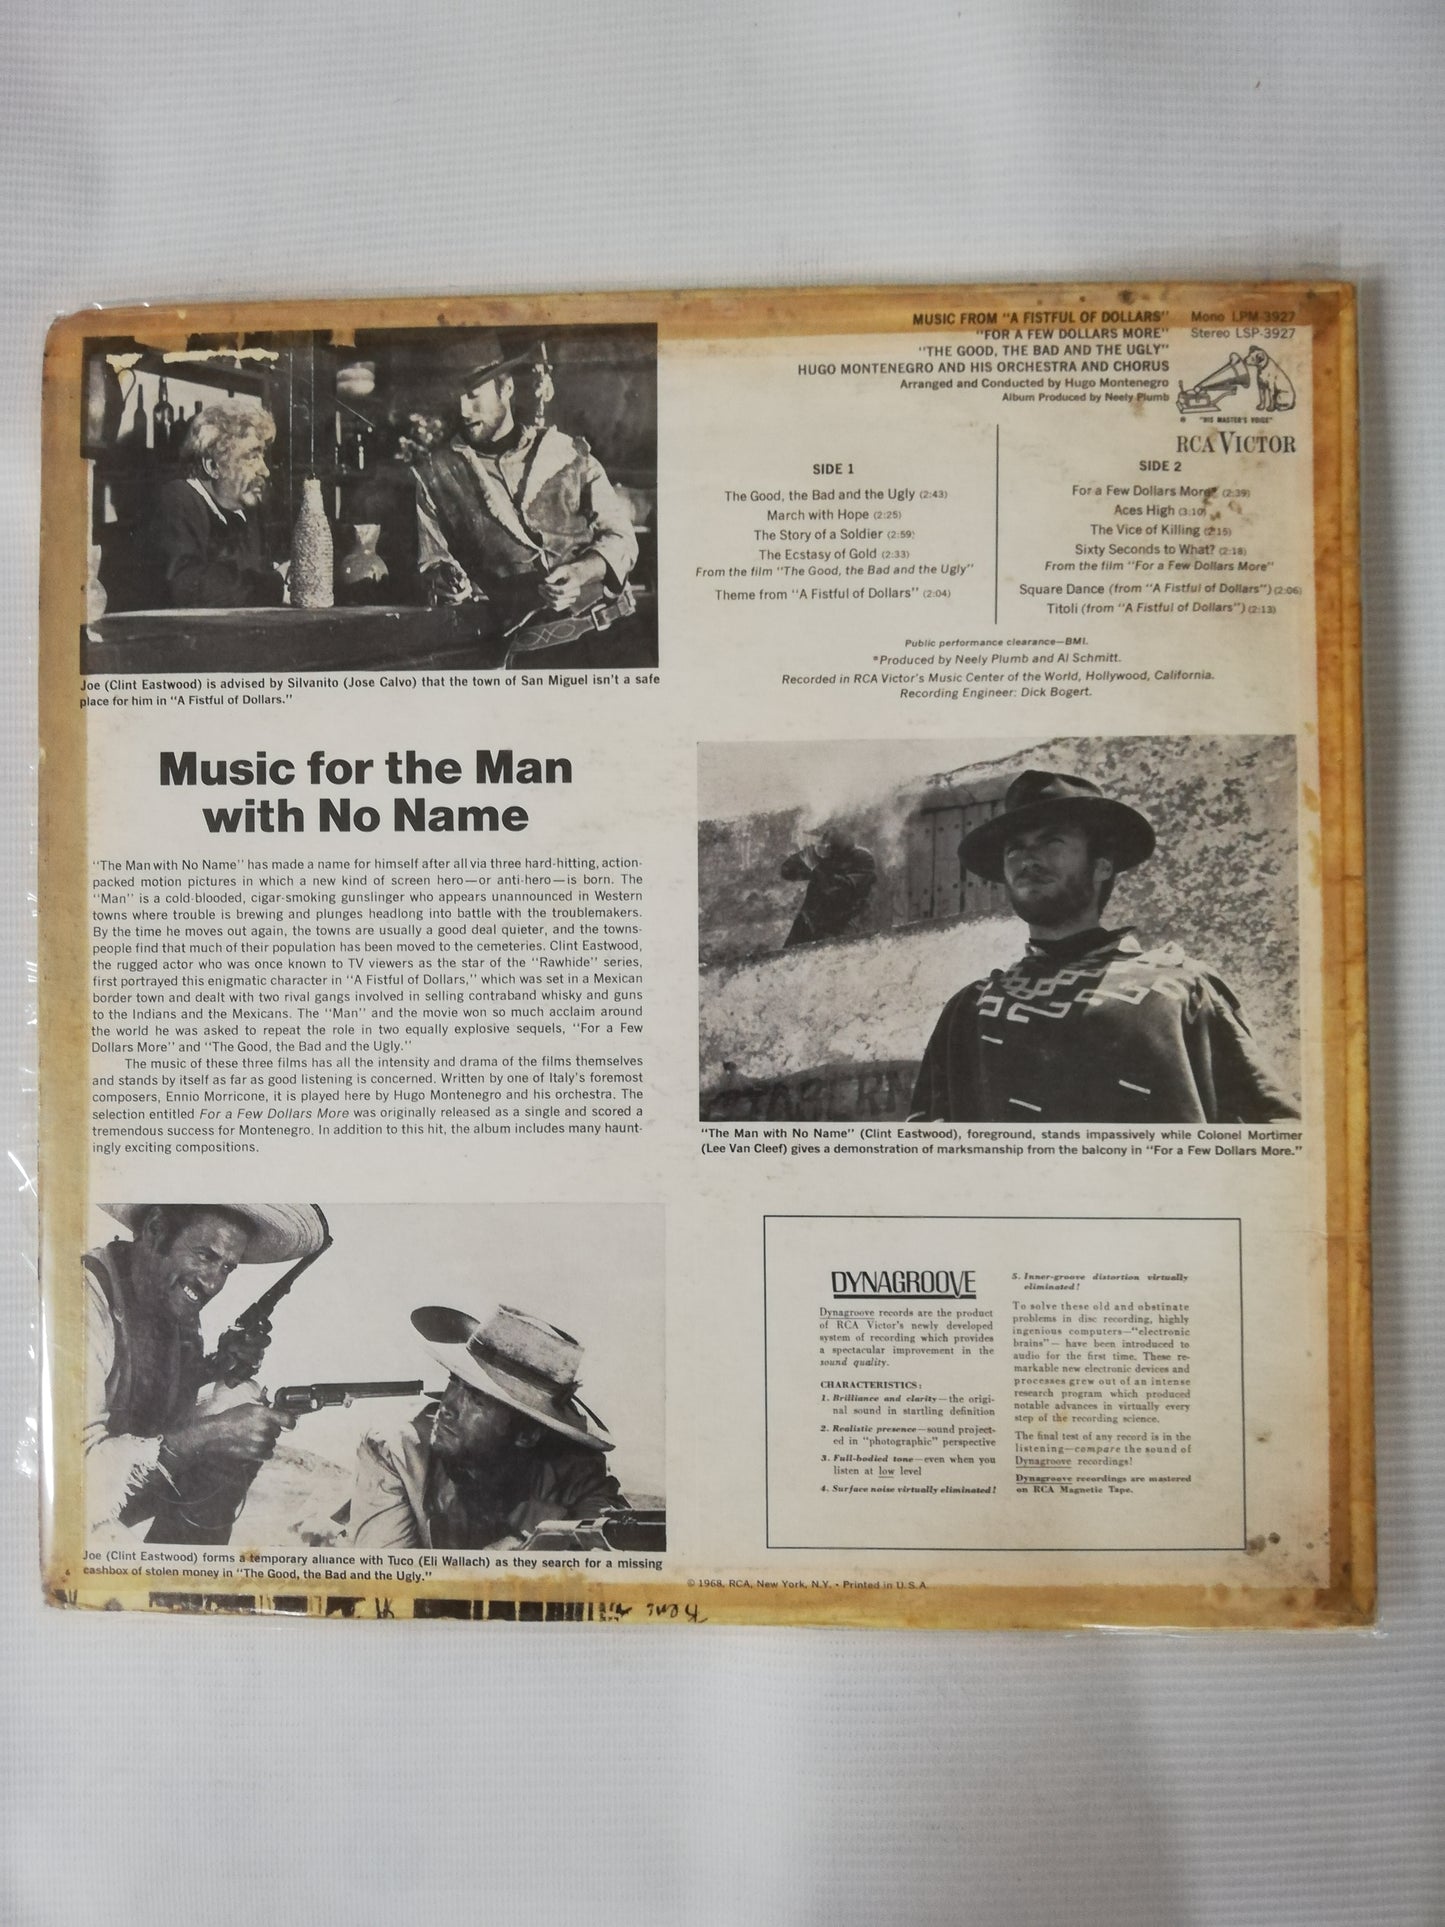 MUSIC FROM "A FISTFUL OF DOLLARS"
"FOR A FEW DOLLARS MORE"
"THE GOOD, THE BAD AND THE UGLY"
HUGO MONTENEGRO AND HIS ORCHESTRA AND CHORUS
Arranged and Conducted by Hugo Montenegro
Album Produced by Neely Plumb
Mono LPM-3927
Stereo LSP-3927
"HIS MASTER'S VOICE"
RCA VICTOR
SIDE 1
The Good, the Bad and the Ugly (2:43)
March with Hope (2:25)
The Story of a Soldier (2:59)
The Ecstasy of Gold (2:33)
From the film "The Good, the Bad and the Ugly"
Theme from "A Fistful of Dollars" (2:04)
SIDE 2
For a Few Dollars More* (2:39)
Aces High (3:10)
The Vice of Killing (2:15)
Sixty Seconds to What? (2:18)
From the film "For a Few Dollars More"
Square Dance (from "A Fistful of Dollars") (2:06)
Titoli (from "A Fistful of Dollars") (2:13)
Public performance clearance—BMI.
*Produced by Neely Plumb and Al Schmitt.
Recorded in RCA Victor's Music Center of the World, Hollywood, California.
Recording Engineer: Dick Bogert.
Joe (Clint Eastwood) is advised by Silvanito (Jose Calvo) that the town of San Miguel isn't a safe
place for him in "A Fistful of Dollars."
Music for the Man
with No Name
"The Man with No Name" has made a name for himself after all via three hard-hitting, action-
packed motion pictures in which a new kind of screen hero—or anti-hero—is born. The
"Man" is a cold-blooded, cigar-smoking gunslinger who appears unannounced in Western
towns where trouble is brewing and plunges headlong into battle with the troublemakers.
By the time he moves out again, the towns are usually a good deal quieter, and the towns-
people find that much of their population has been moved to the cemeteries. Clint Eastwood,
the rugged actor who was once known to TV viewers as the star of the "Rawhide" series,
first portrayed this enigmatic character in "A Fistful of Dollars," which was set in a Mexican
border town and dealt with two rival gangs involved in selling contraband whisky and guns
to the Indians and the Mexicans. The "Man" and the movie won so much acclaim around
the world he was asked to repeat the role in two equally explosive sequels, "For a Few
Dollars More" and "The Good, the Bad and the Ugly."
The music of these three films has all the intensity and drama of the films themselves
and stands by itself as far as good listening is concerned. Written by one of Italy's foremost
composers, Ennio Morricone, it is played here by Hugo Montenegro and his orchestra. The
selection entitled For a Few Dollars More was originally released as a single and scored a
tremendous success for Montenegro. In addition to this hit, the album includes many haunt-
ingly exciting compositions.
TABERN
"The Man with No Name" (Clint Eastwood), foreground, stands impassively while Colonel Mortimer
(Lee Van Cleef) gives a demonstration of marksmanship from the balcony in "For a Few Dollars More."
Joe (Clint Eastwood) forms a temporary alliance with Tuco (Eli Wallach) as they search for a missing
cashbox of stolen money in "The Good, the Bad and the Ugly."
DYNAGROOVE
Dynagroove records are the product
of RCA Victor's newly developed
system of recording which provides
a spectacular improvement in the
sound quality.
CHARACTERISTICS:
1. Brilliance and clarity—the origi-
nal sound in startling definition
2. Realistic presence—sound project-
ed in "photographic" perspective
3. Full-bodied tone—even when you
listen at low level
4. Surface noise virtually eliminated!
5. Inner-groove distortion virtually
eliminated!
To solve these old and obstinate
problems in disc recording, highly
ingenious computers—"electronic
brains"— have been introduced to
audio for the first time. These re-
markable new electronic devices and
processes grew out of an intense
research program which produced
notable advances in virtually every
step of the recording science.
The final test of any record is in the
listening—compare the sound of
Dynagroove recordings!
Dynagroove recordings are mastered
on RCA Magnetic Tape.
© 1968, RCA, New York, N.Y. • Printed in U.S.A.